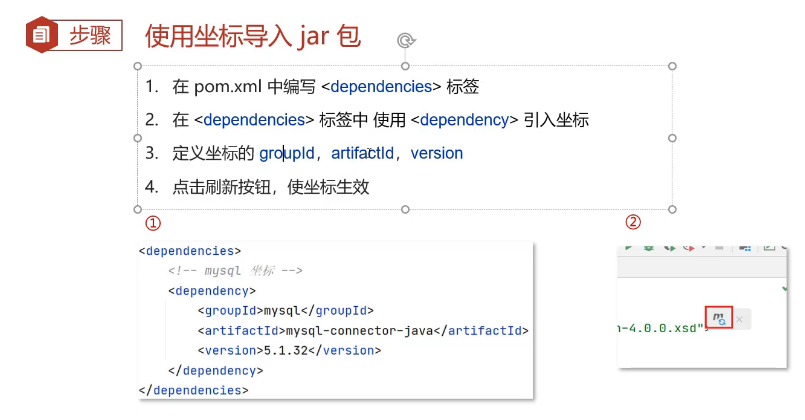 步骤
使用坐标导入 jar 包
1. 在 pom.xml 中编写 <dependencies> 标签
2. 在 <dependencies> 标签中 使用 <dependency> 引入坐标
3. 定义坐标的 groupId，artifactId，version
4. 点击刷新按钮，使坐标生效
①
<dependencies>
<!-- mysql 坐标 -->
<dependency>
<groupId>mysql</groupId>
<artifactId>mysql-connector-java</artifactId>
<version>5.1.32</version>
</dependency>
</dependencies>
②
m
n-4.0.0.xsd">